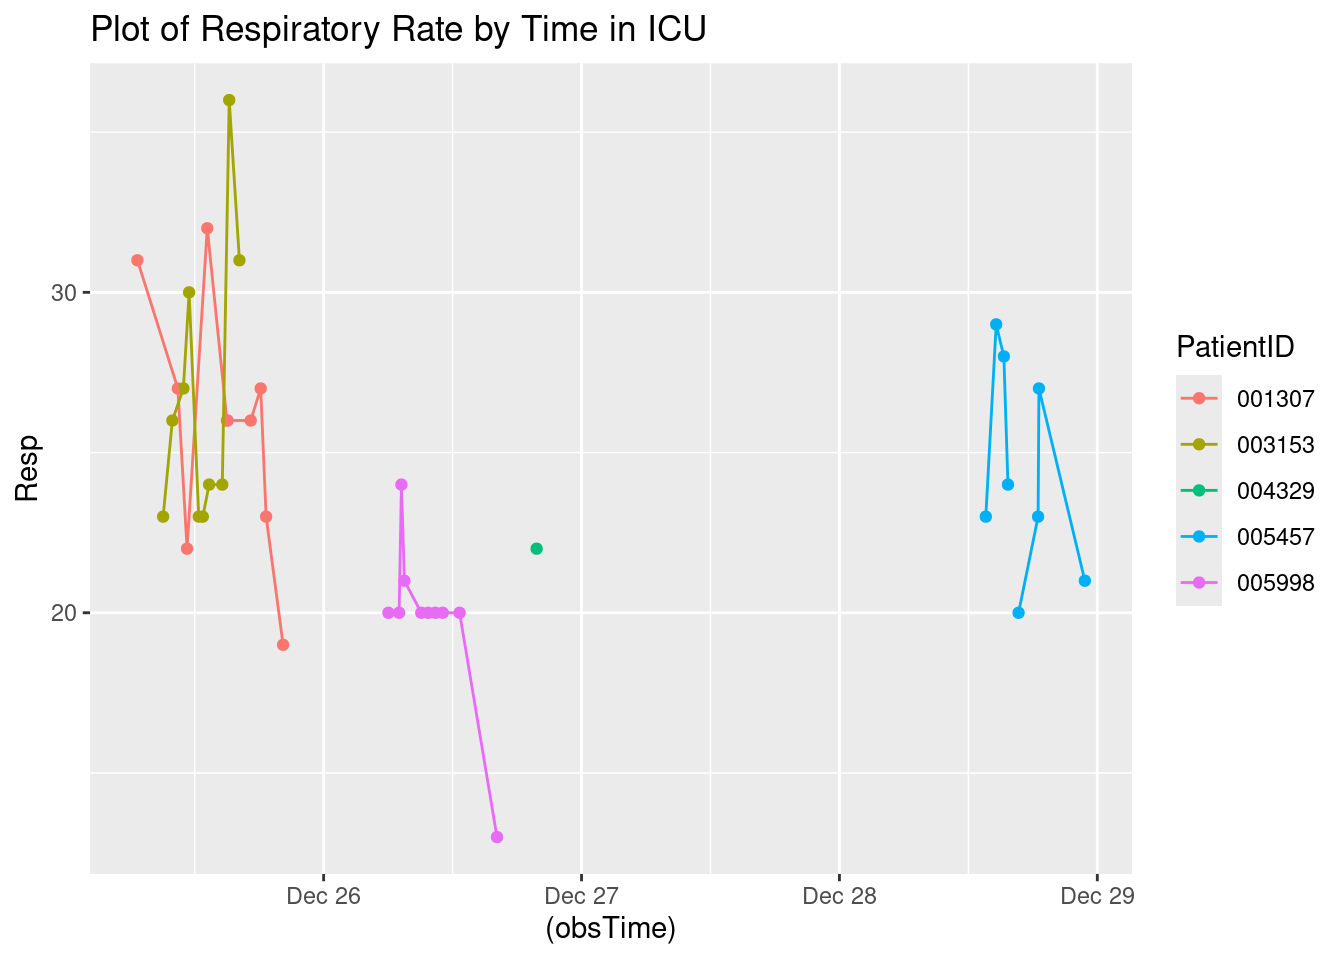 Plot of Respiratory Rate by Time in ICU
30
20
Resp
Dec 26
Dec 27
Dec 28
Dec 29
(obsTime)
PatientID
001307
003153
004329
005457
005998